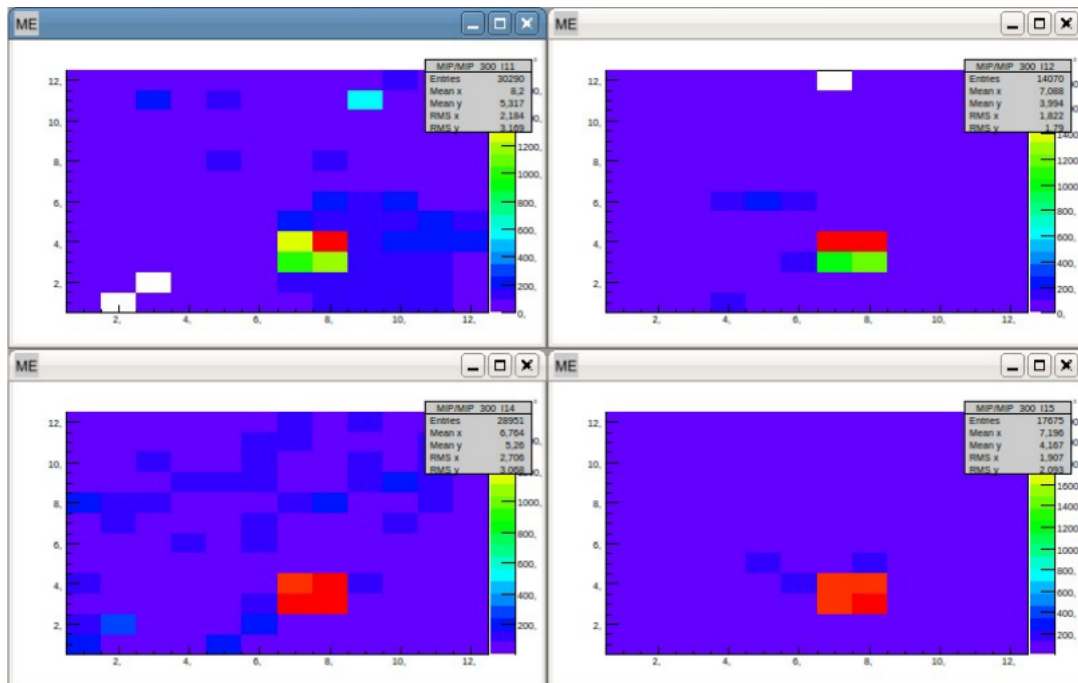 ME
MIP/MIP_300_l11
Entries 30290
Mean x 8,2
Mean y 5,317
RMS x 2,184
RMS y 3,169
12,
10,
8,
6,
4,
2,
2, 4, 6, 8, 10, 12,
1200,
1000,
800,
600,
400,
200,
0,
ME
MIP/MIP_300_l12
Entries 14070
Mean x 7,088
Mean y 3,994
RMS x 1,822
RMS y 1,79
12,
10,
8,
6,
4,
2,
2, 4, 6, 8, 10, 12,
1400
1200,
1000,
800,
600,
400,
200,
0,
ME
MIP/MIP_300_l14
Entries 28951
Mean x 6,764
Mean y 5,26
RMS x 2,706
RMS y 3,068
12,
10,
8,
6,
4,
2,
2, 4, 6, 8, 10, 12,
1000,
800,
600,
400,
200,
ME
MIP/MIP_300_l15
Entries 17675
Mean x 7,196
Mean y 4,167
RMS x 1,907
RMS y 2,093
12,
10,
8,
6,
4,
2,
2, 4, 6, 8, 10, 12,
1600
1400,
1200,
1000,
800,
600,
400,
200,